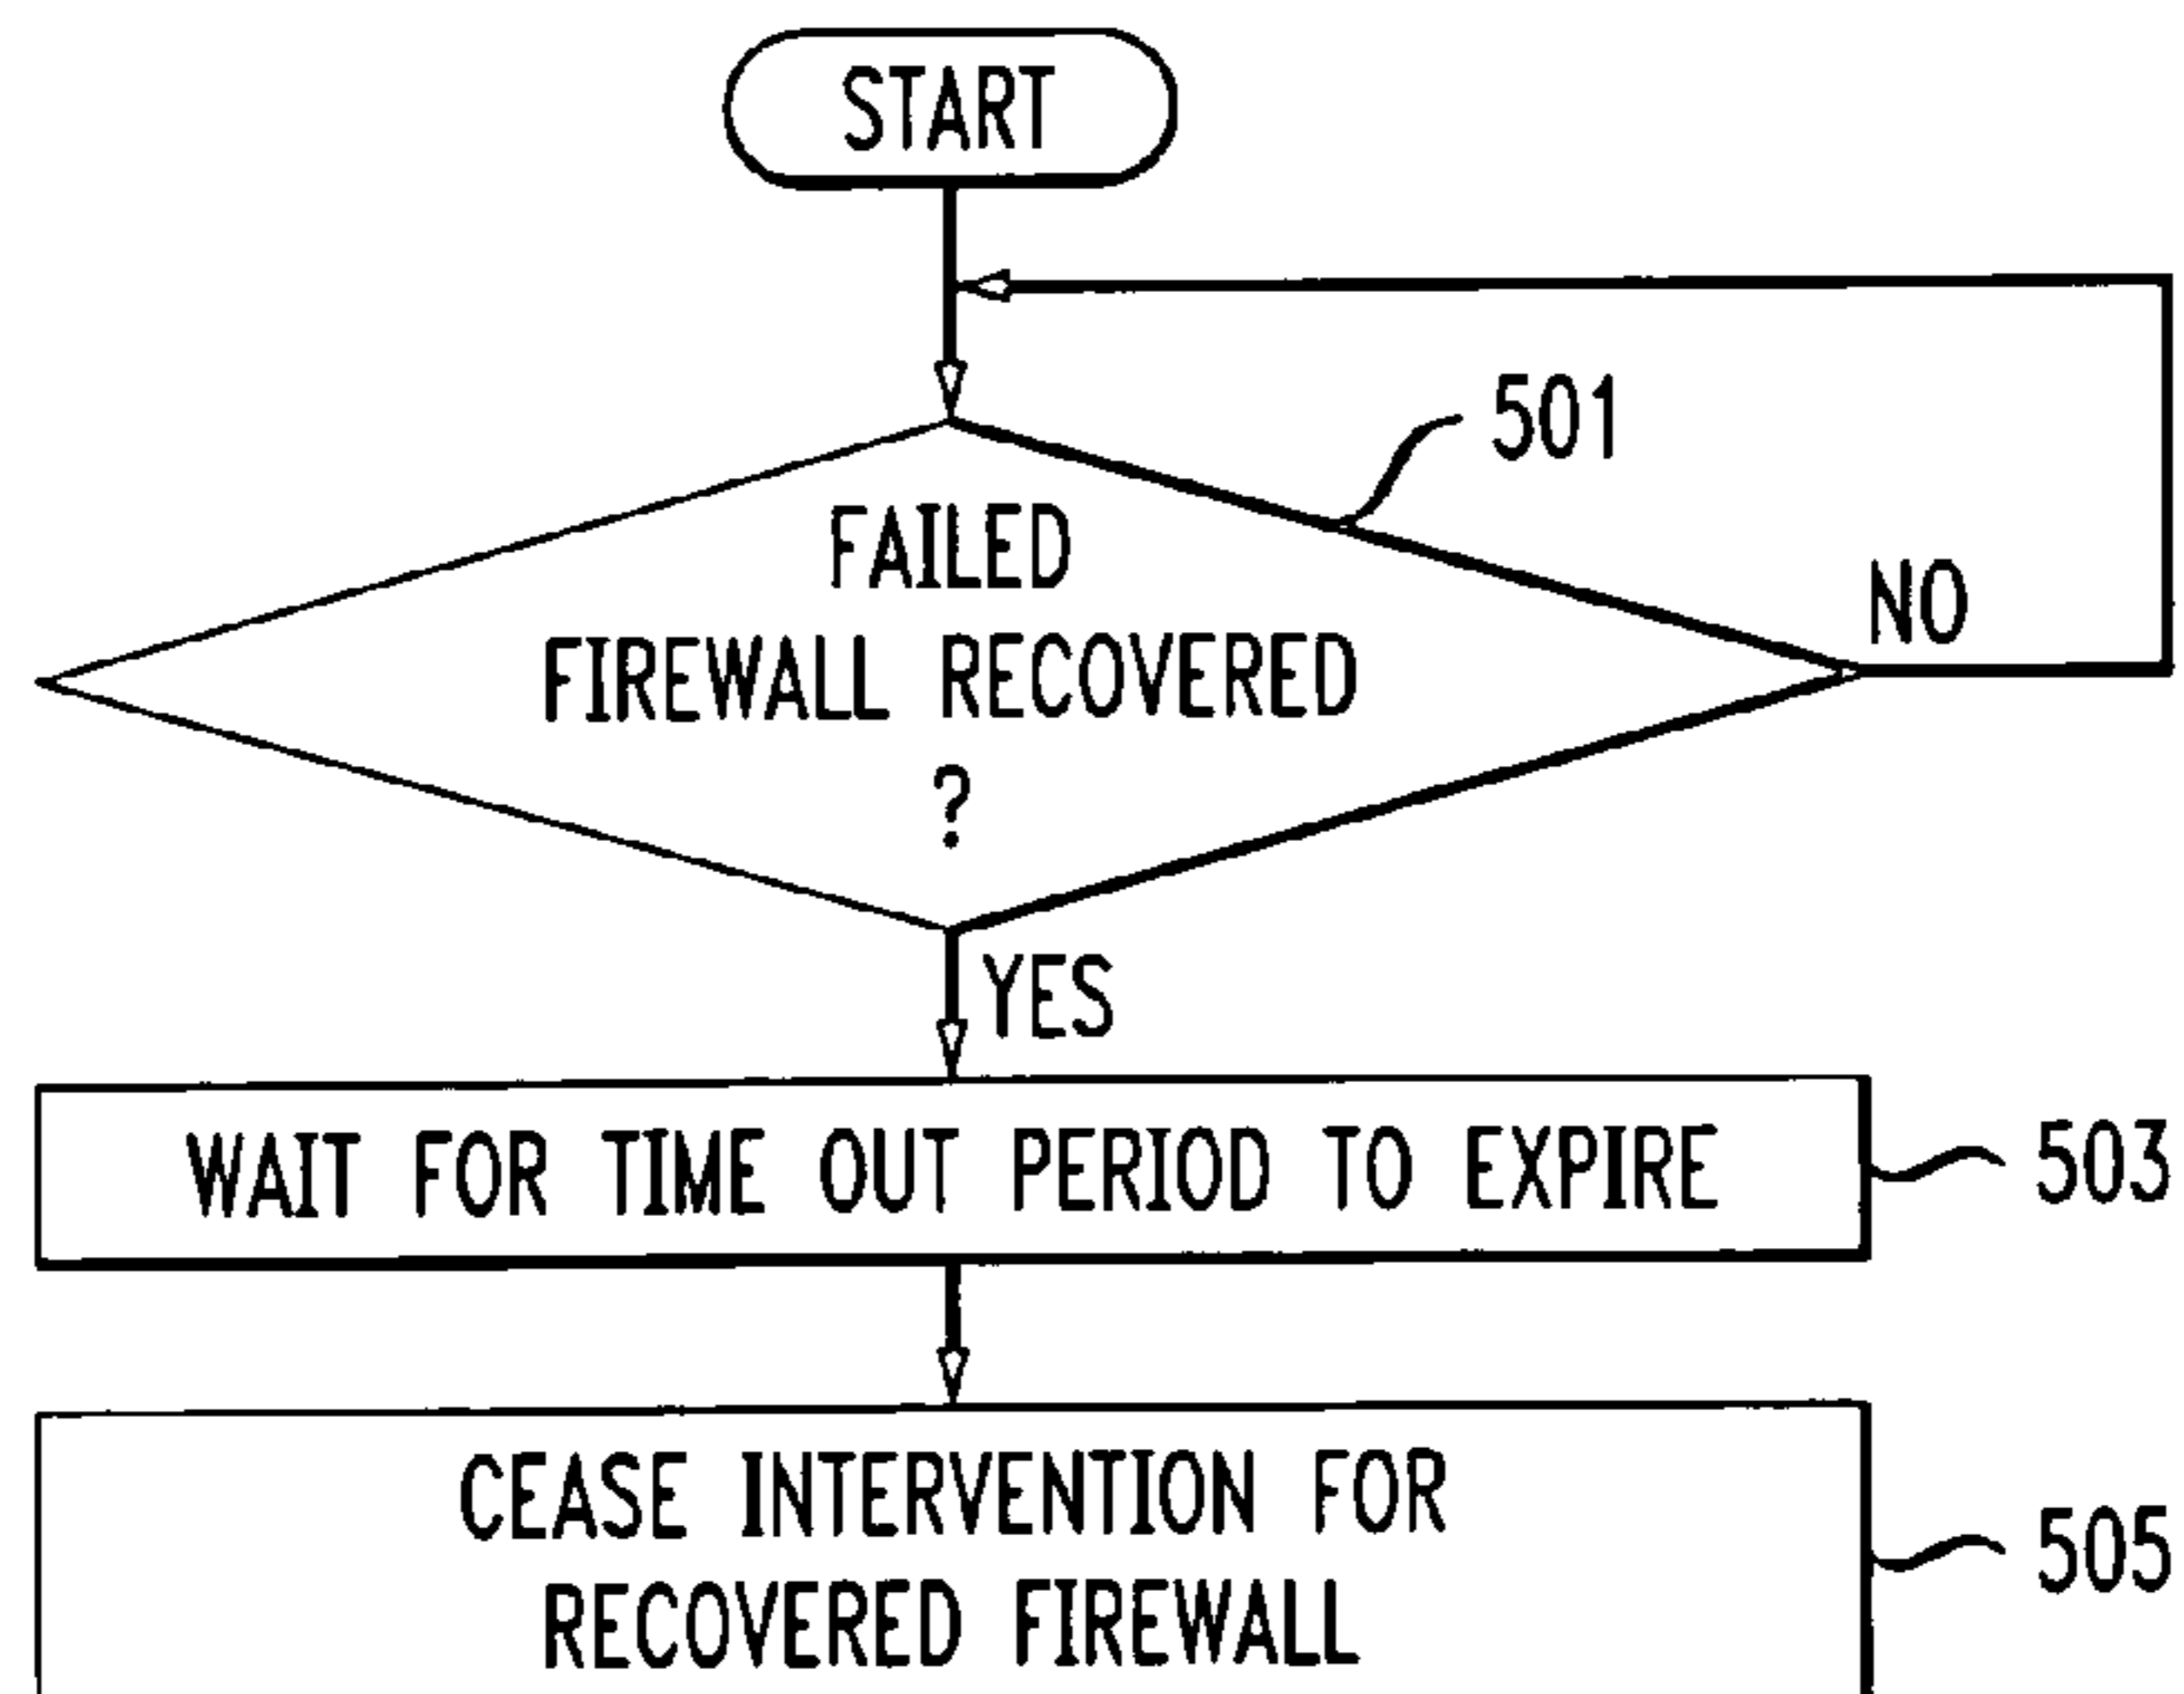 START
501
FAILED
FIREWALL RECOVERED
?
NO
YES
WAIT FOR TIME OUT PERIOD TO EXPIRE
503
CEASE INTERVENTION FOR
RECOVERED FIREWALL
505